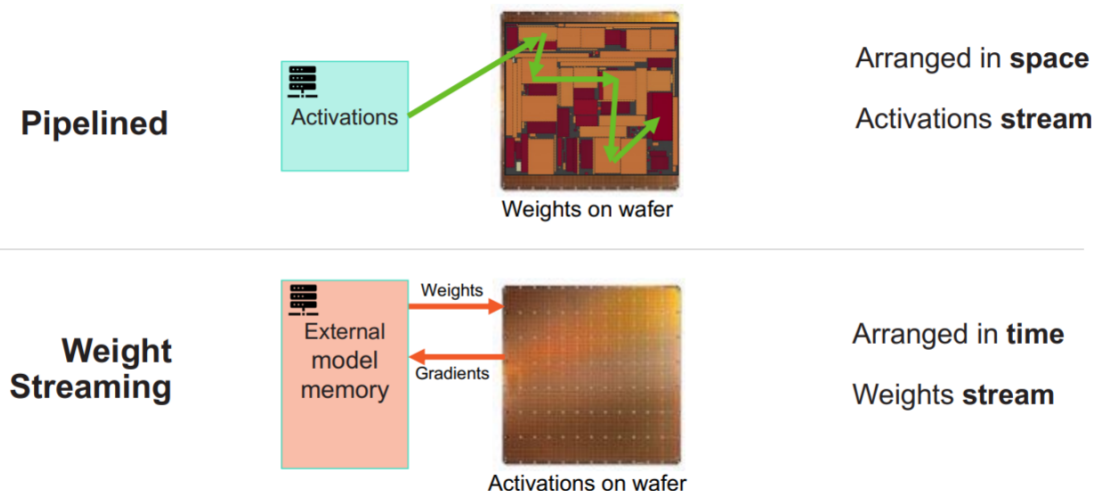 Pipelined
Activations
Weights on wafer
Arranged in space
Activations stream
Weight
Streaming
External
model
memory
Weights
Gradients
Activations on wafer
Arranged in time
Weights stream